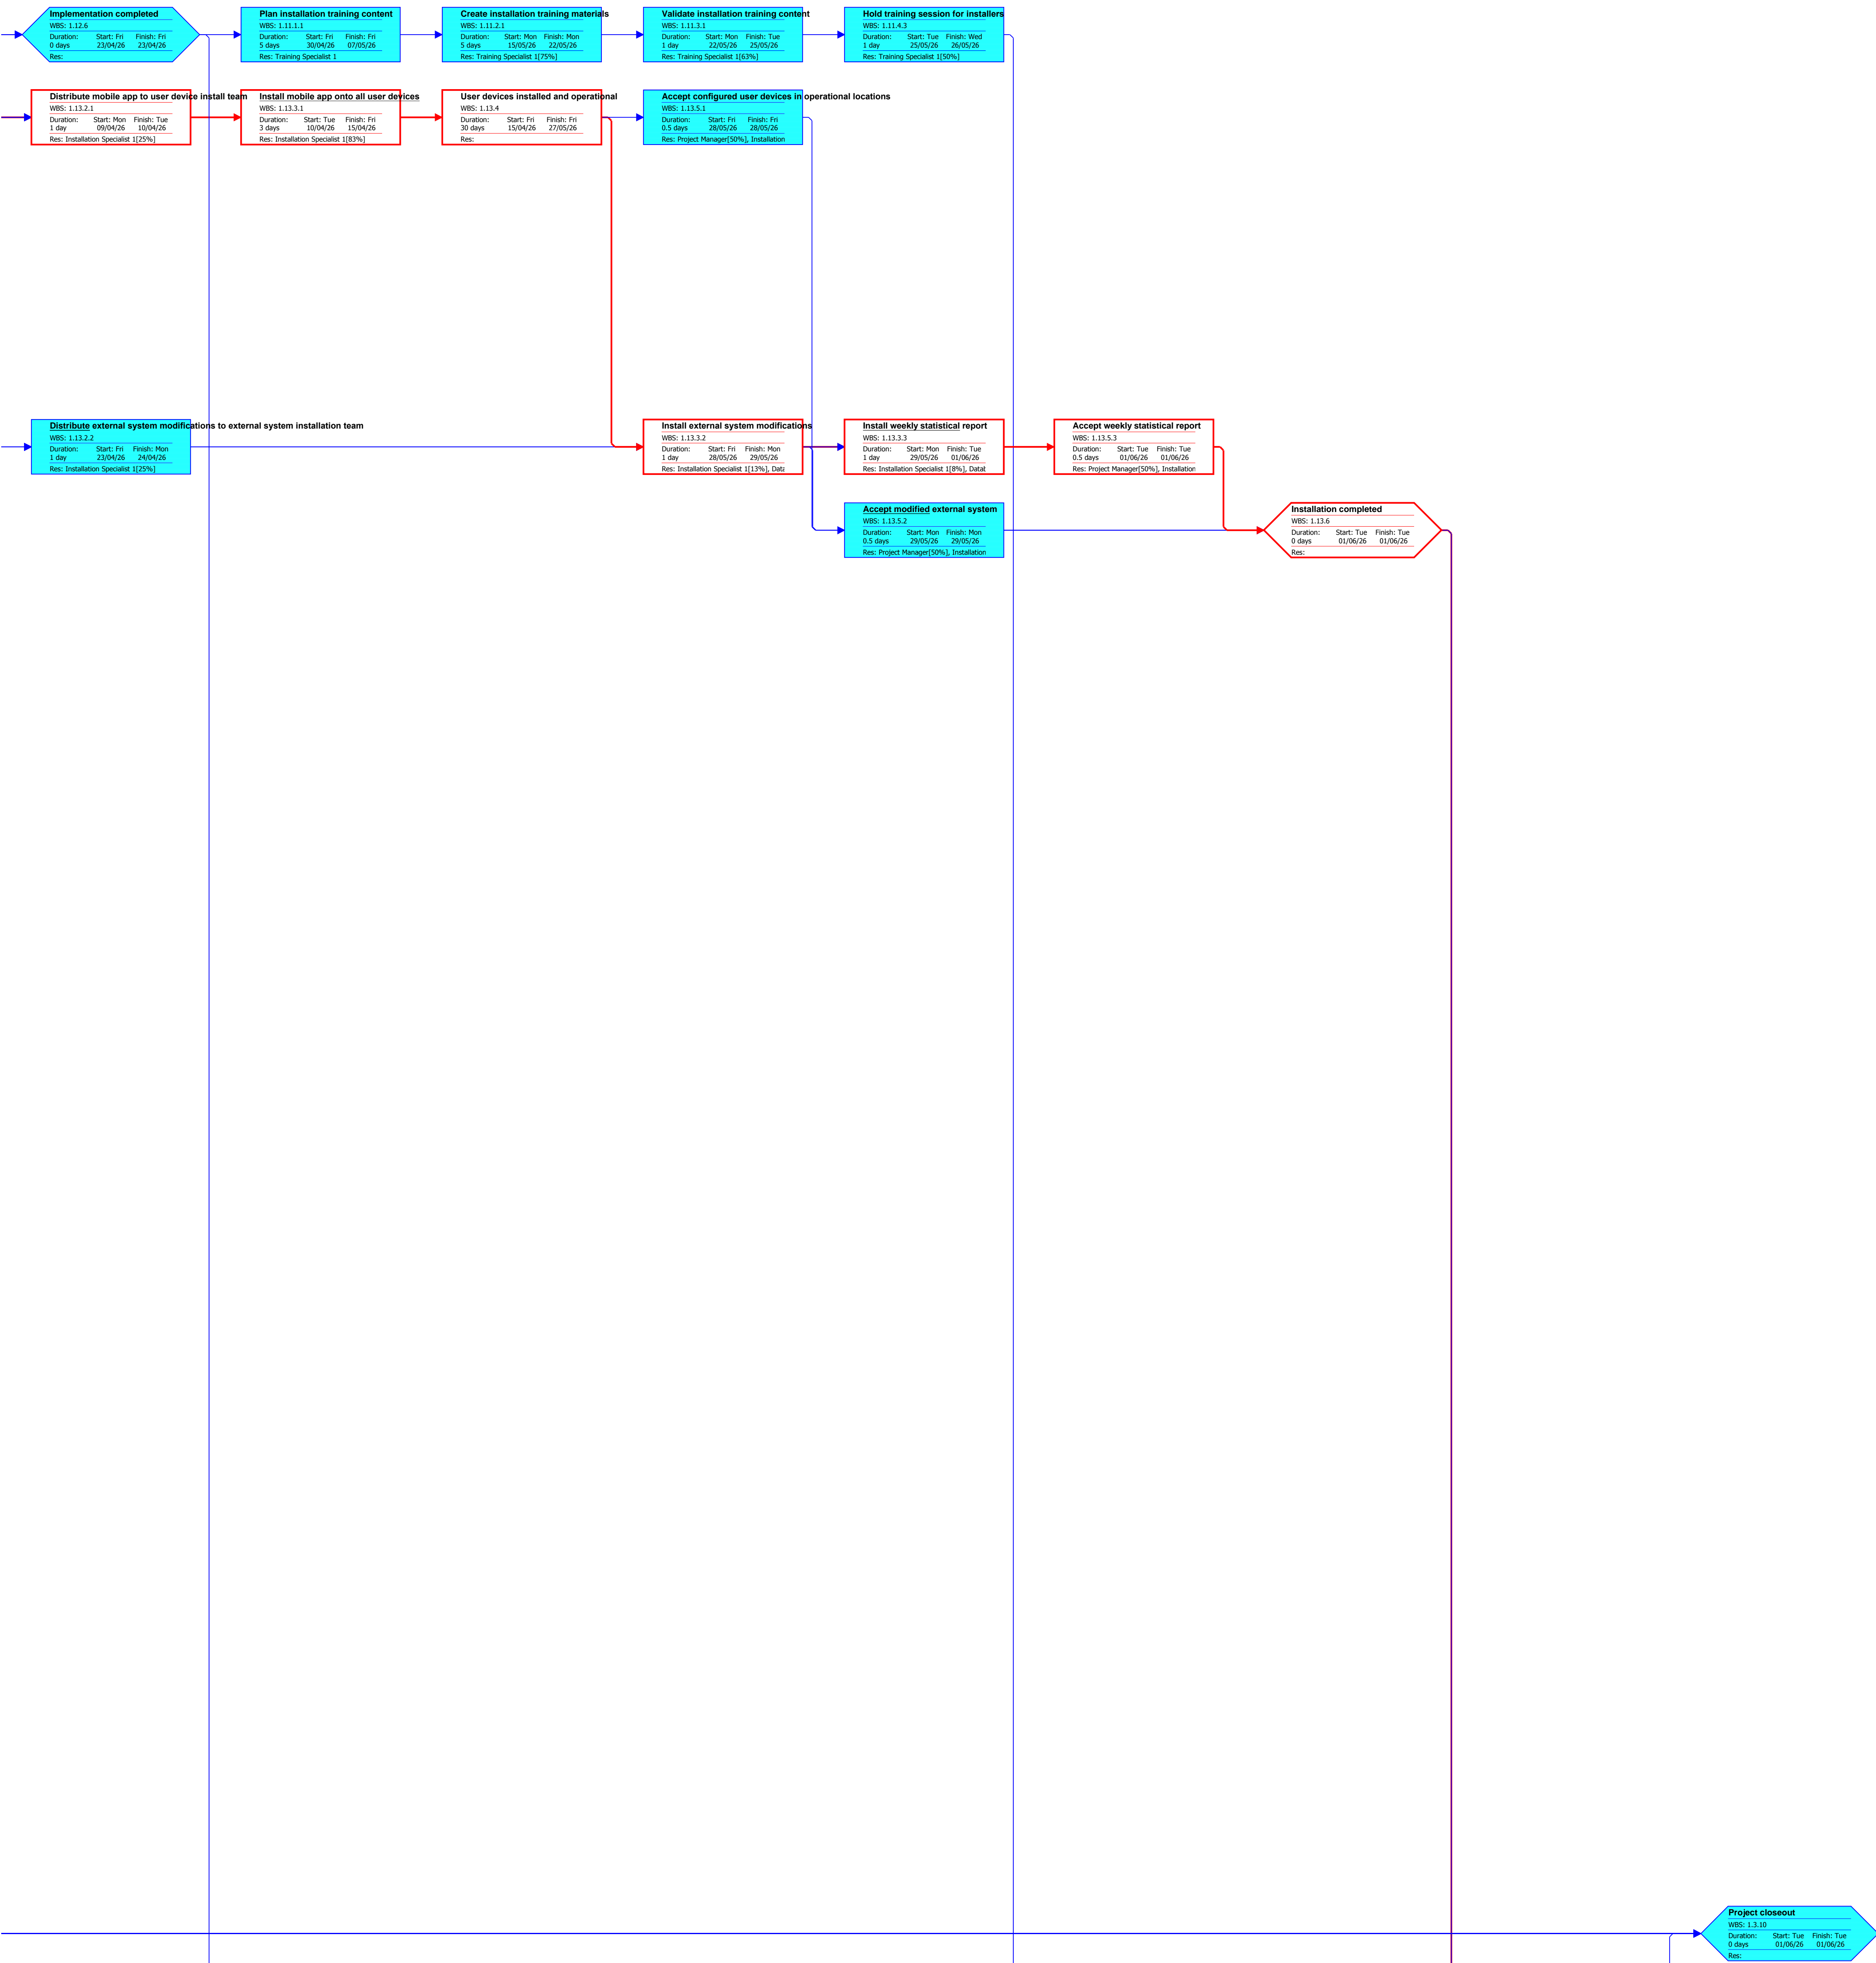 Implementation completed
WBS: 1.12.6
Duration: Start: Fri Finish: Fri
0 days 23/04/26 23/04/26
Res:
Plan installation training content
WBS: 1.11.1.1
Duration: Start: Fri Finish: Fri
5 days 30/04/26 07/05/26
Res: Training Specialist 1
Create installation training materials
WBS: 1.11.2.1
Duration: Start: Mon Finish: Mon
5 days 15/05/26 22/05/26
Res: Training Specialist 1[75%]
Validate installation training content
WBS: 1.11.3.1
Duration: Start: Mon Finish: Tue
1 day 22/05/26 25/05/26
Res: Training Specialist 1[63%]
Hold training session for installers
WBS: 1.11.4.3
Duration: Start: Tue Finish: Wed
1 day 25/05/26 26/05/26
Res: Training Specialist 1[50%]
Distribute mobile app to user device install team
WBS: 1.13.2.1
Duration: Start: Mon Finish: Tue
1 day 09/04/26 10/04/26
Res: Installation Specialist 1[25%]
Install mobile app onto all user devices
WBS: 1.13.3.1
Duration: Start: Tue Finish: Fri
3 days 10/04/26 15/04/26
Res: Installation Specialist 1[83%]
User devices installed and operational
WBS: 1.13.4
Duration: Start: Fri Finish: Fri
30 days 15/04/26 27/05/26
Res:
Accept configured user devices in operational locations
WBS: 1.13.5.1
Duration: Start: Fri Finish: Fri
0.5 days 28/05/26 28/05/26
Res: Project Manager[50%], Installation
Distribute external system modifications to external system installation team
WBS: 1.13.2.2
Duration: Start: Fri Finish: Mon
1 day 23/04/26 24/04/26
Res: Installation Specialist 1[25%]
Install external system modifications
WBS: 1.13.3.2
Duration: Start: Fri Finish: Mon
1 day 28/05/26 29/05/26
Res: Installation Specialist 1[13%], Data
Install weekly statistical report
WBS: 1.13.3.3
Duration: Start: Mon Finish: Tue
1 day 29/05/26 01/06/26
Res: Installation Specialist 1[8%], Datab
Accept weekly statistical report
WBS: 1.13.5.3
Duration: Start: Tue Finish: Tue
0.5 days 01/06/26 01/06/26
Res: Project Manager[50%], Installation
Accept modified external system
WBS: 1.13.5.2
Duration: Start: Mon Finish: Mon
0.5 days 29/05/26 29/05/26
Res: Project Manager[50%], Installation
Installation completed
WBS: 1.13.6
Duration: Start: Tue Finish: Tue
0 days 01/06/26 01/06/26
Res:
Project closeout
WBS: 1.3.10
Duration: Start: Tue Finish: Tue
0 days 01/06/26 01/06/26
Res: